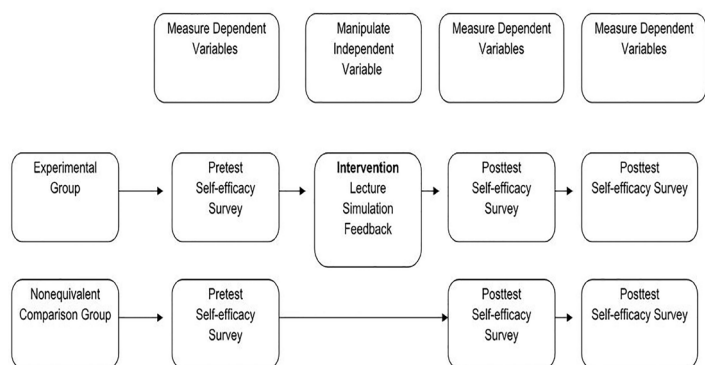 Measure Dependent
Variables
Manipulate
Independent
Variable
Measure Dependent
Variables
Measure Dependent
Variables
Experimental
Group
Pretest
Self-efficacy
Survey
Intervention
Lecture
Simulation
Feedback
Posttest
Self-efficacy
Survey
Posttest
Self-efficacy Survey
Nonequivalent
Comparison Group
Pretest
Self-efficacy
Survey
Posttest
Self-efficacy
Survey
Posttest
Self-efficacy Survey